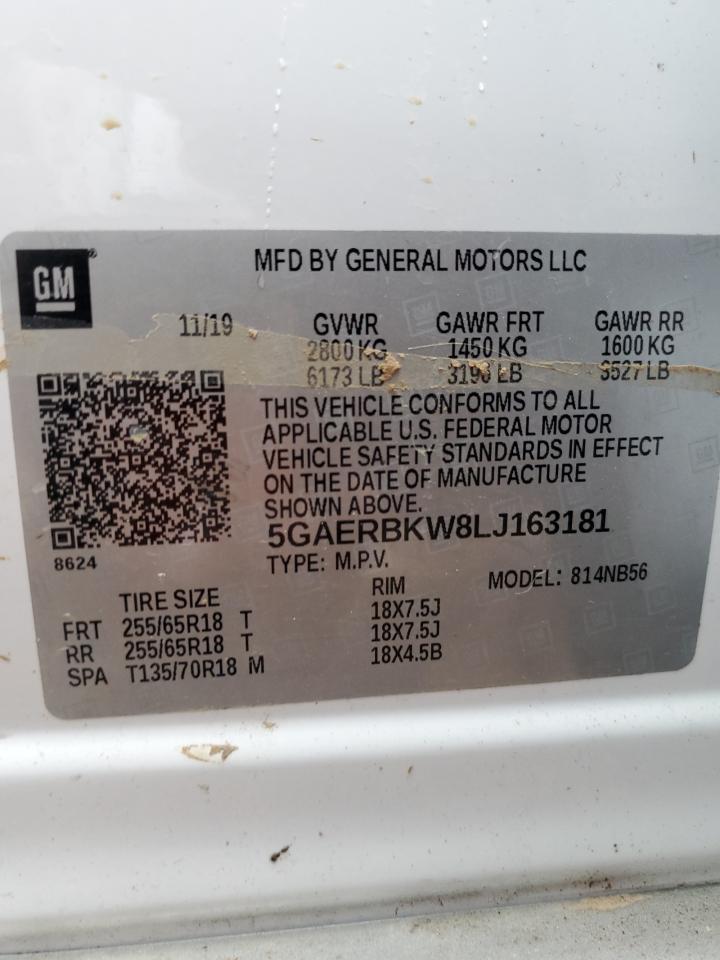 GM
MFD BY GENERAL MOTORS LLC
11/19 GVWR GAWR FRT GAWR RR
2800 KG 1450 KG 1600 KG
6173 LB 3196 LB 3527 LB
THIS VEHICLE CONFORMS TO ALL
APPLICABLE U.S. FEDERAL MOTOR
VEHICLE SAFETY STANDARDS IN EFFECT
ON THE DATE OF MANUFACTURE
SHOWN ABOVE.
5GAERBKW8LJ163181
8624
TYPE: M.P.V. MODEL: 814NB56
TIRE SIZE RIM
FRT 255/65R18 T 18X7.5J
RR 255/65R18 T 18X7.5J
SPA T135/70R18 M 18X4.5B